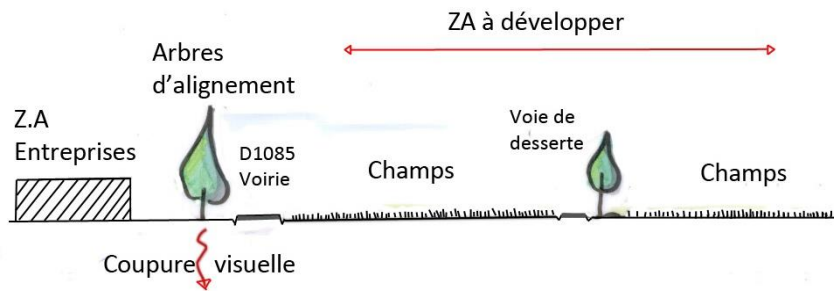 ZA à développer
Arbres
d'alignement
Z.A
Entreprises
D1085
Voirie
Champs
Voie de
desserte
Champs
Coupure visuelle